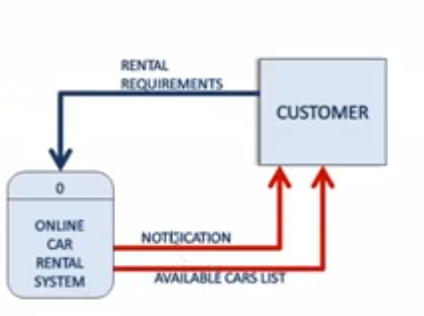 RENTAL
REQUIREMENTS
CUSTOMER
0
ONLINE
CAR
RENTAL
SYSTEM
NOTIFICATION
AVAILABLE CARS LIST